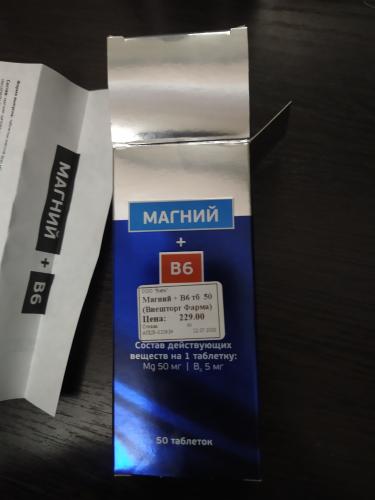 МАГНИЙ
+
B6
ООО
Магний + В6 тб 50
(Внешторг Фарма)
Цена: 229.00
Состав действующих
веществ на 1 таблетку:
Mg 50 мг | B₆ 5 мг
50 таблеток
МАГНИЙ + B6